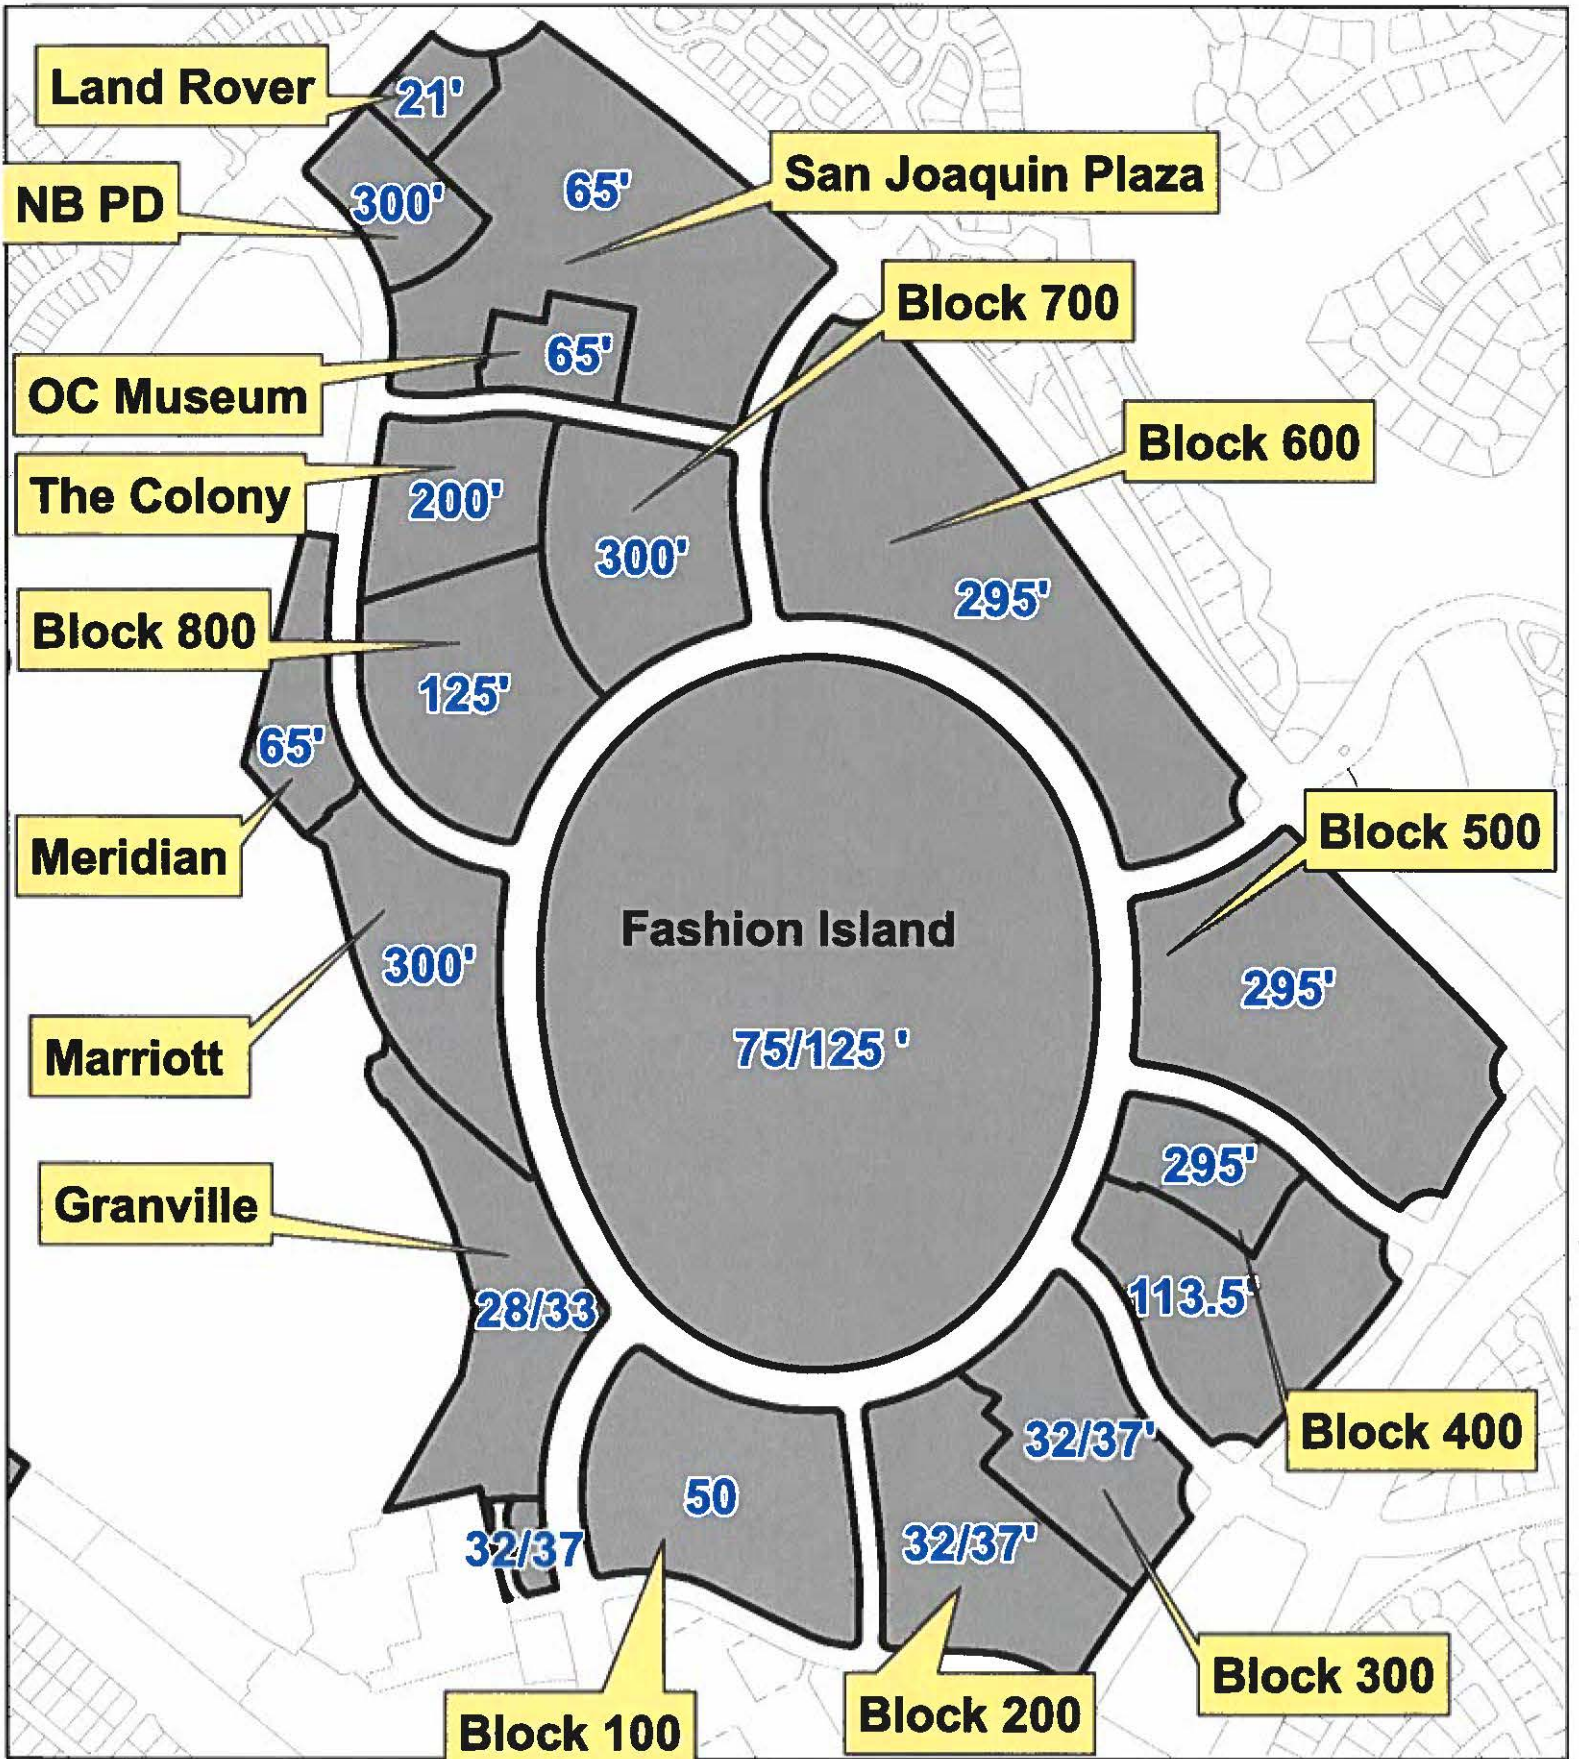 Land Rover
21'
NB PD
300'
65'
San Joaquin Plaza
Block 700
OC Museum
65'
Block 600
The Colony
200'
300'
295'
Block 800
125'
65'
Meridian
Block 500
Fashion Island
300'
295'
Marriott
75/125 '
295'
Granville
28/33
113.5'
Block 400
32/37'
50
32/37
32/37'
Block 300
Block 200
Block 100